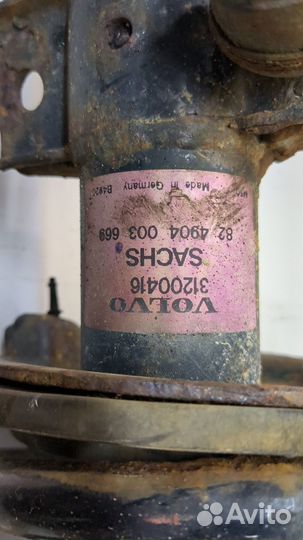 VOLVO
31200416
SACHS
82 4904 003 669
Made in Germany
Avito